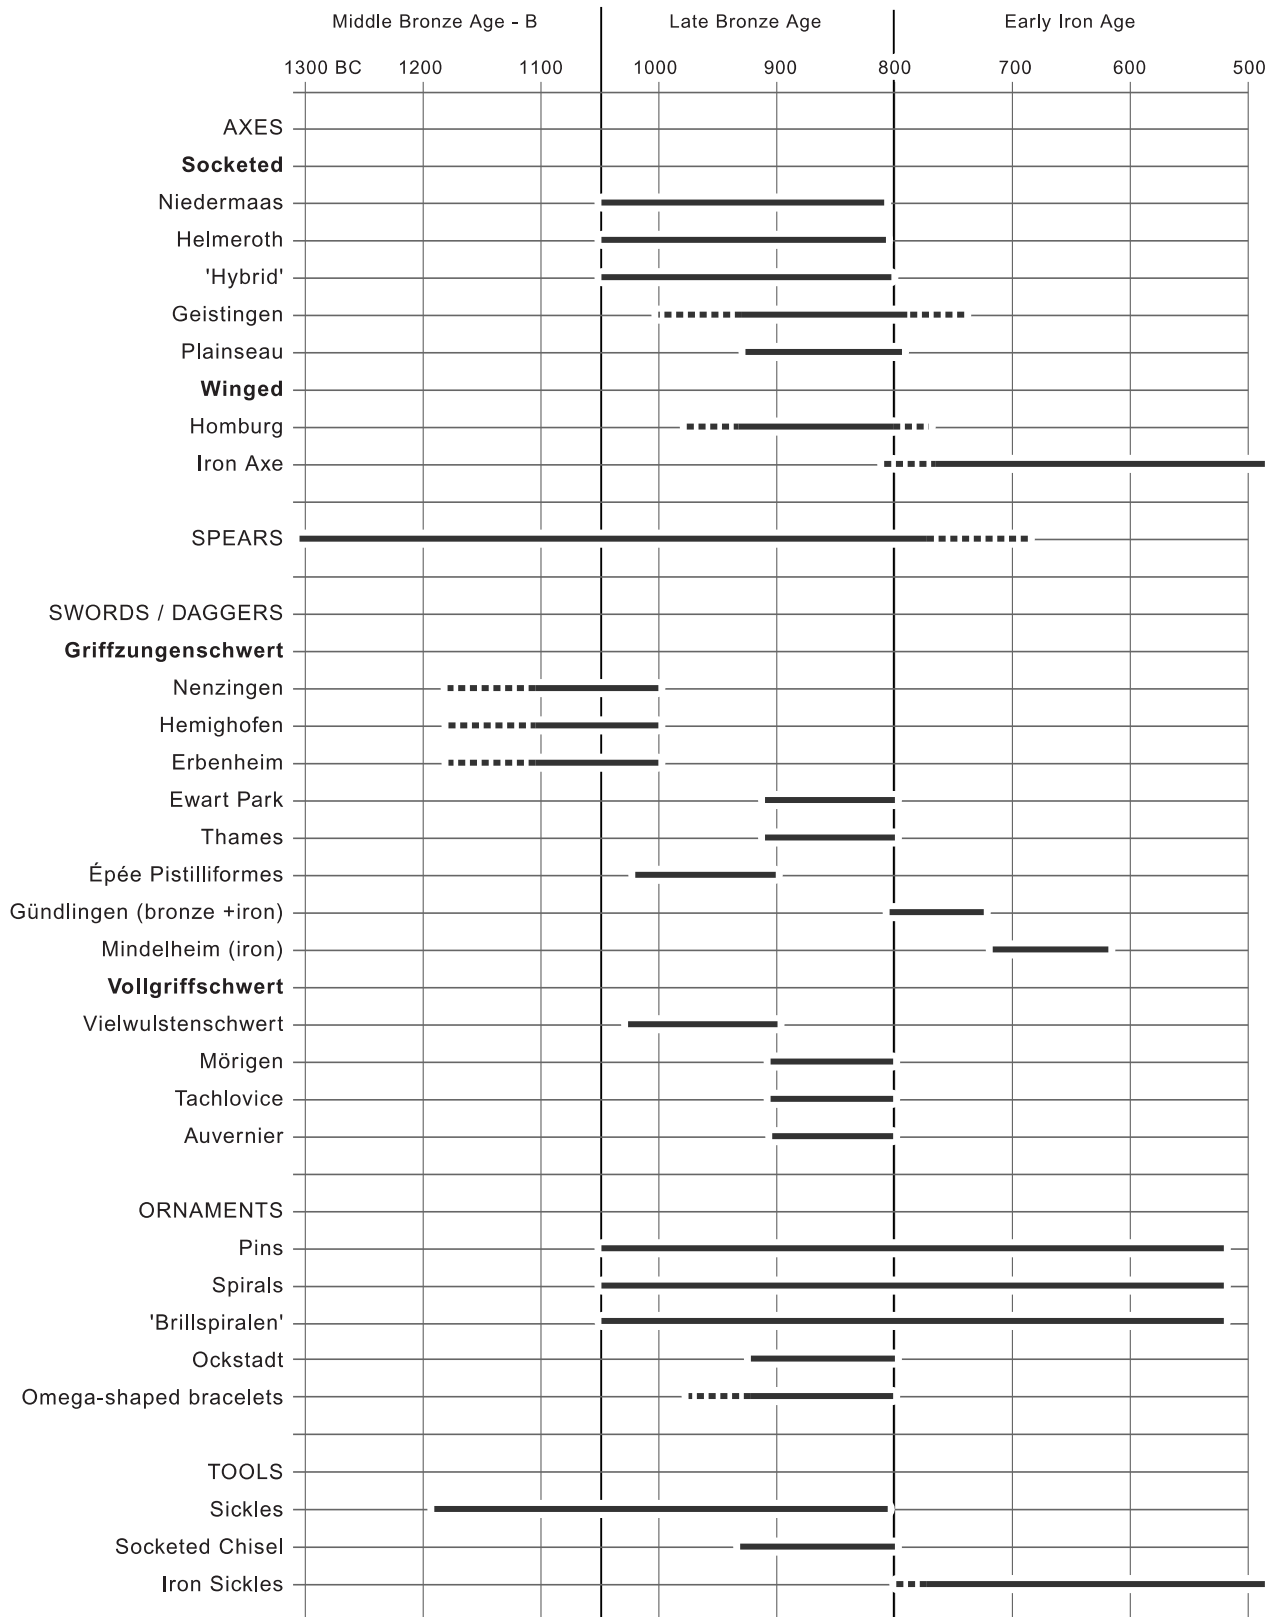 Middle Bronze Age - B Late Bronze Age Early Iron Age
1300 BC 1200 1100 1000 900 800 700 600 500
AXES
Socketed
Niedermaas
Helmeroth
'Hybrid'
Geistingen
Plainseau
Winged
Homburg
Iron Axe
SPEARS
SWORDS / DAGGERS
Griffzungenschwert
Nenzingen
Hemighofen
Erbenheim
Ewart Park
Thames
Épée Pistilliformes
Gündlingen (bronze +iron)
Mindelheim (iron)
Vollgriffschwert
Vielwulstenschwert
Mörigen
Tachlovice
Auvernier
ORNAMENTS
Pins
Spirals
'Brillspiralen'
Ockstadt
Omega-shaped bracelets
TOOLS
Sickles
Socketed Chisel
Iron Sickles